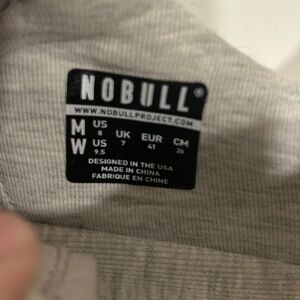 NOBULL®
WWW.NOBULLPROJECT.COM
M US 8 UK 7 EUR 41 CM 26
W US 9.5
DESIGNED IN THE USA
MADE IN CHINA
FABRIQUE EN CHINE